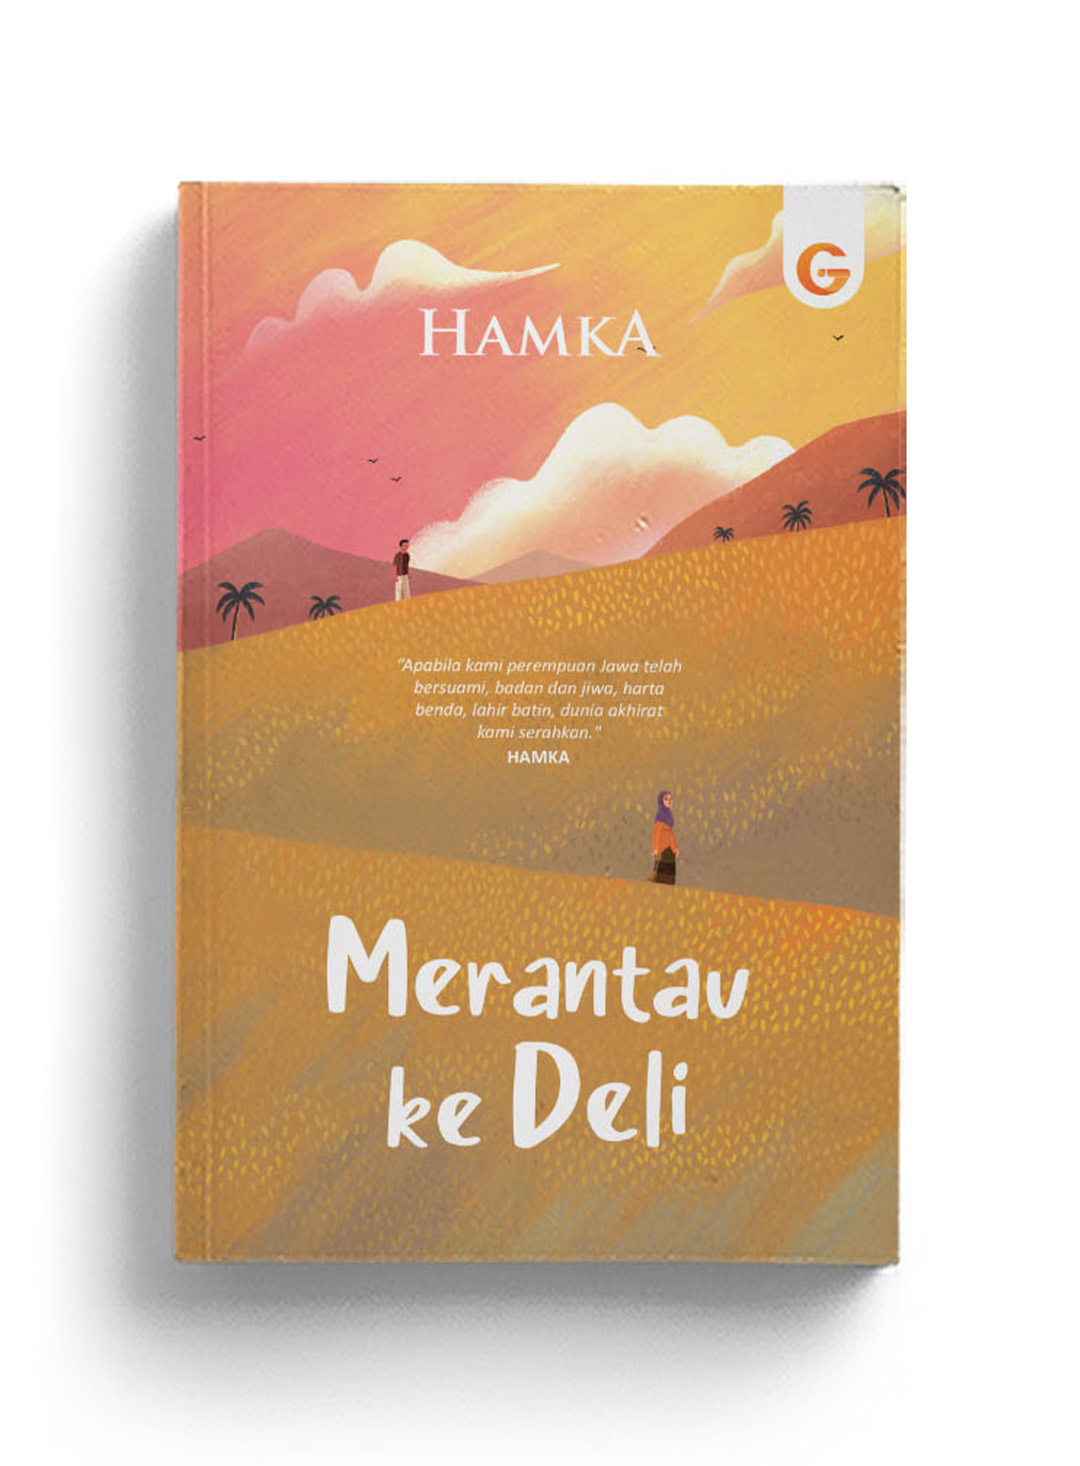 HAMKA
"Apabila kami perempuan Jawa telah
bersuami, badan dan jiwa, harta
benda, lahir batin, dunia akhirat
kami serahkan."
HAMKA
Merantau
ke Deli